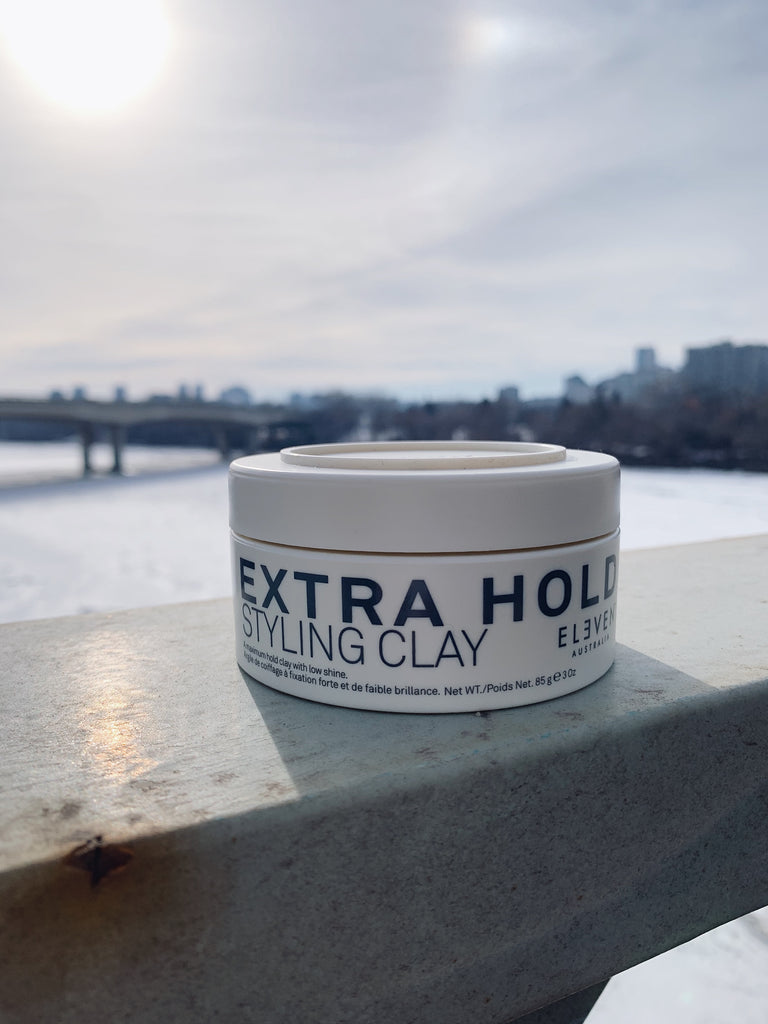 EXTRA HOLD
STYLING CLAY
ELEVEN
AUSTRALIA
A maximum hold clay with low shine.
Argile de coiffage à fixation forte et de faible brillance. Net WT./Poids Net. 85 g ℮ 3 Oz